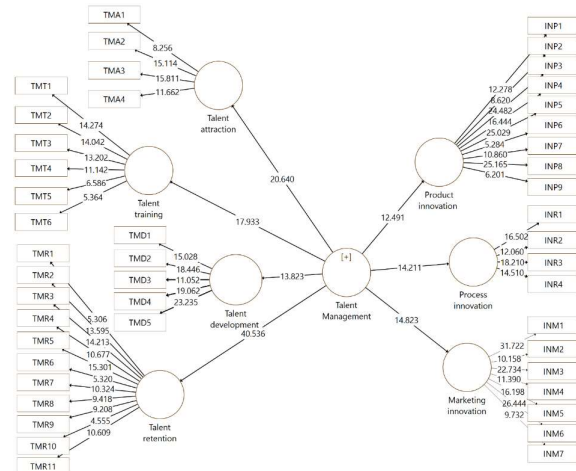 TMA1
TMA2
TMA3
TMA4
8.256
15.114
15.811
11.662
Talent
attraction
TMT1
TMT2
TMT3
TMT4
TMT5
TMT6
14.274
14.042
13.202
11.142
6.586
5.364
Talent
training
TMD1
TMD2
TMD3
TMD4
TMD5
15.028
18.446
11.052
19.062
23.235
Talent
development
TMR1
TMR2
TMR3
TMR4
TMR5
TMR6
TMR7
TMR8
TMR9
TMR10
TMR11
5.306
13.595
14.213
10.677
15.301
5.320
10.324
9.418
9.208
4.555
10.609
Talent
retention
20.640
17.933
13.823
40.536
[+]
Talent
Management
12.491
14.211
14.823
INP1
INP2
INP3
INP4
INP5
INP6
INP7
INP8
INP9
12.278
8.620
24.482
16.444
25.029
5.284
10.860
25.165
6.201
Product
innovation
INR1
INR2
INR3
INR4
16.502
12.060
18.210
14.510
Process
innovation
INM1
INM2
INM3
INM4
INM5
INM6
INM7
31.722
10.158
22.734
11.390
16.198
26.444
9.732
Marketing
innovation